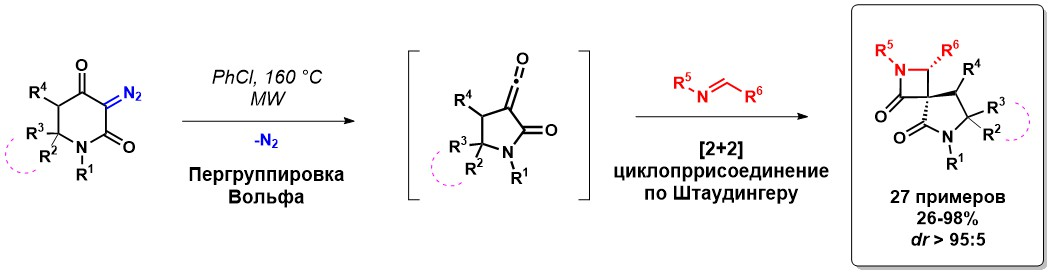 O
R⁴
N₂
R³
R²
N
O
R¹
PhCl, 160 °C
MW
-N₂
Пергруппировка
Вольфа
O
R⁴
O
R³
R²
N
R¹
R⁵
N
R⁶
[2+2]
циклопррисоединение
по Штаудингеру
R⁵
R⁶
N
R⁴
O
R³
O
R²
N
R¹
27 примеров
26-98%
dr > 95:5